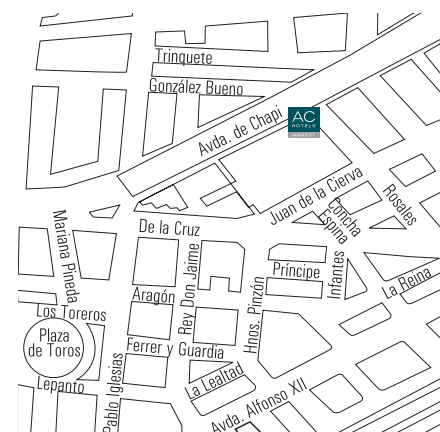 Trinquete
González Bueno
AC
HOTELS
MARRIOTT
Avda. de Chapi
Juan de la Cierva
Rosales
Concha
Espina
Mariana Pineda
De la Cruz
Rey Don Jaime
Príncipe
Infantes
La Reina
Hnos. Pinzón
Aragón
Los Toreros
Plaza
de Toros
Ferrer y Guardia
Lepanto
Pablo Iglesias
La Lealtad
Avda. Alfonso XII